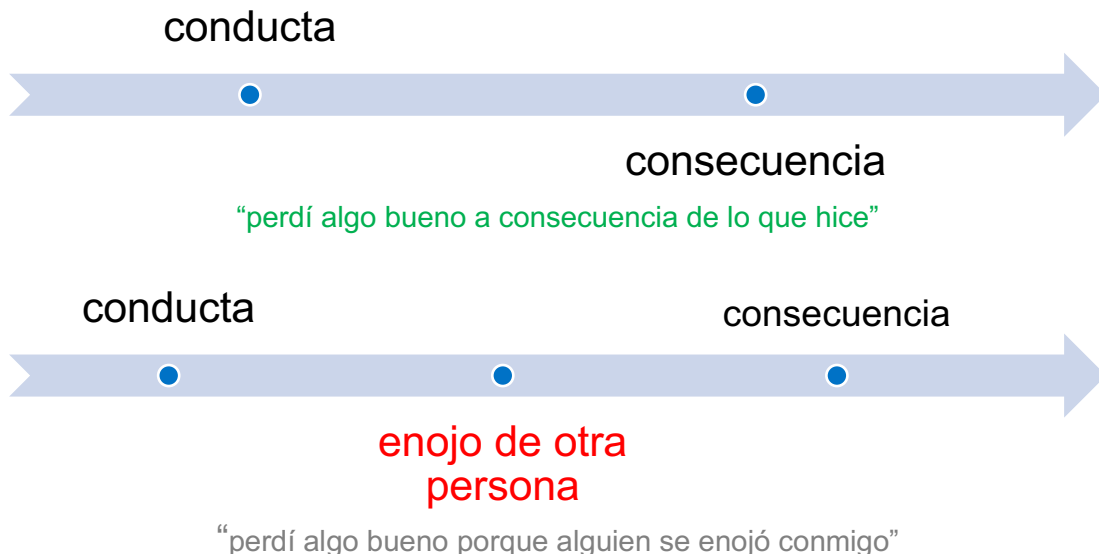 conducta
consecuencia
“perdí algo bueno a consecuencia de lo que hice”
conducta
consecuencia
enojo de otra
persona
“perdí algo bueno porque alguien se enojó conmigo”